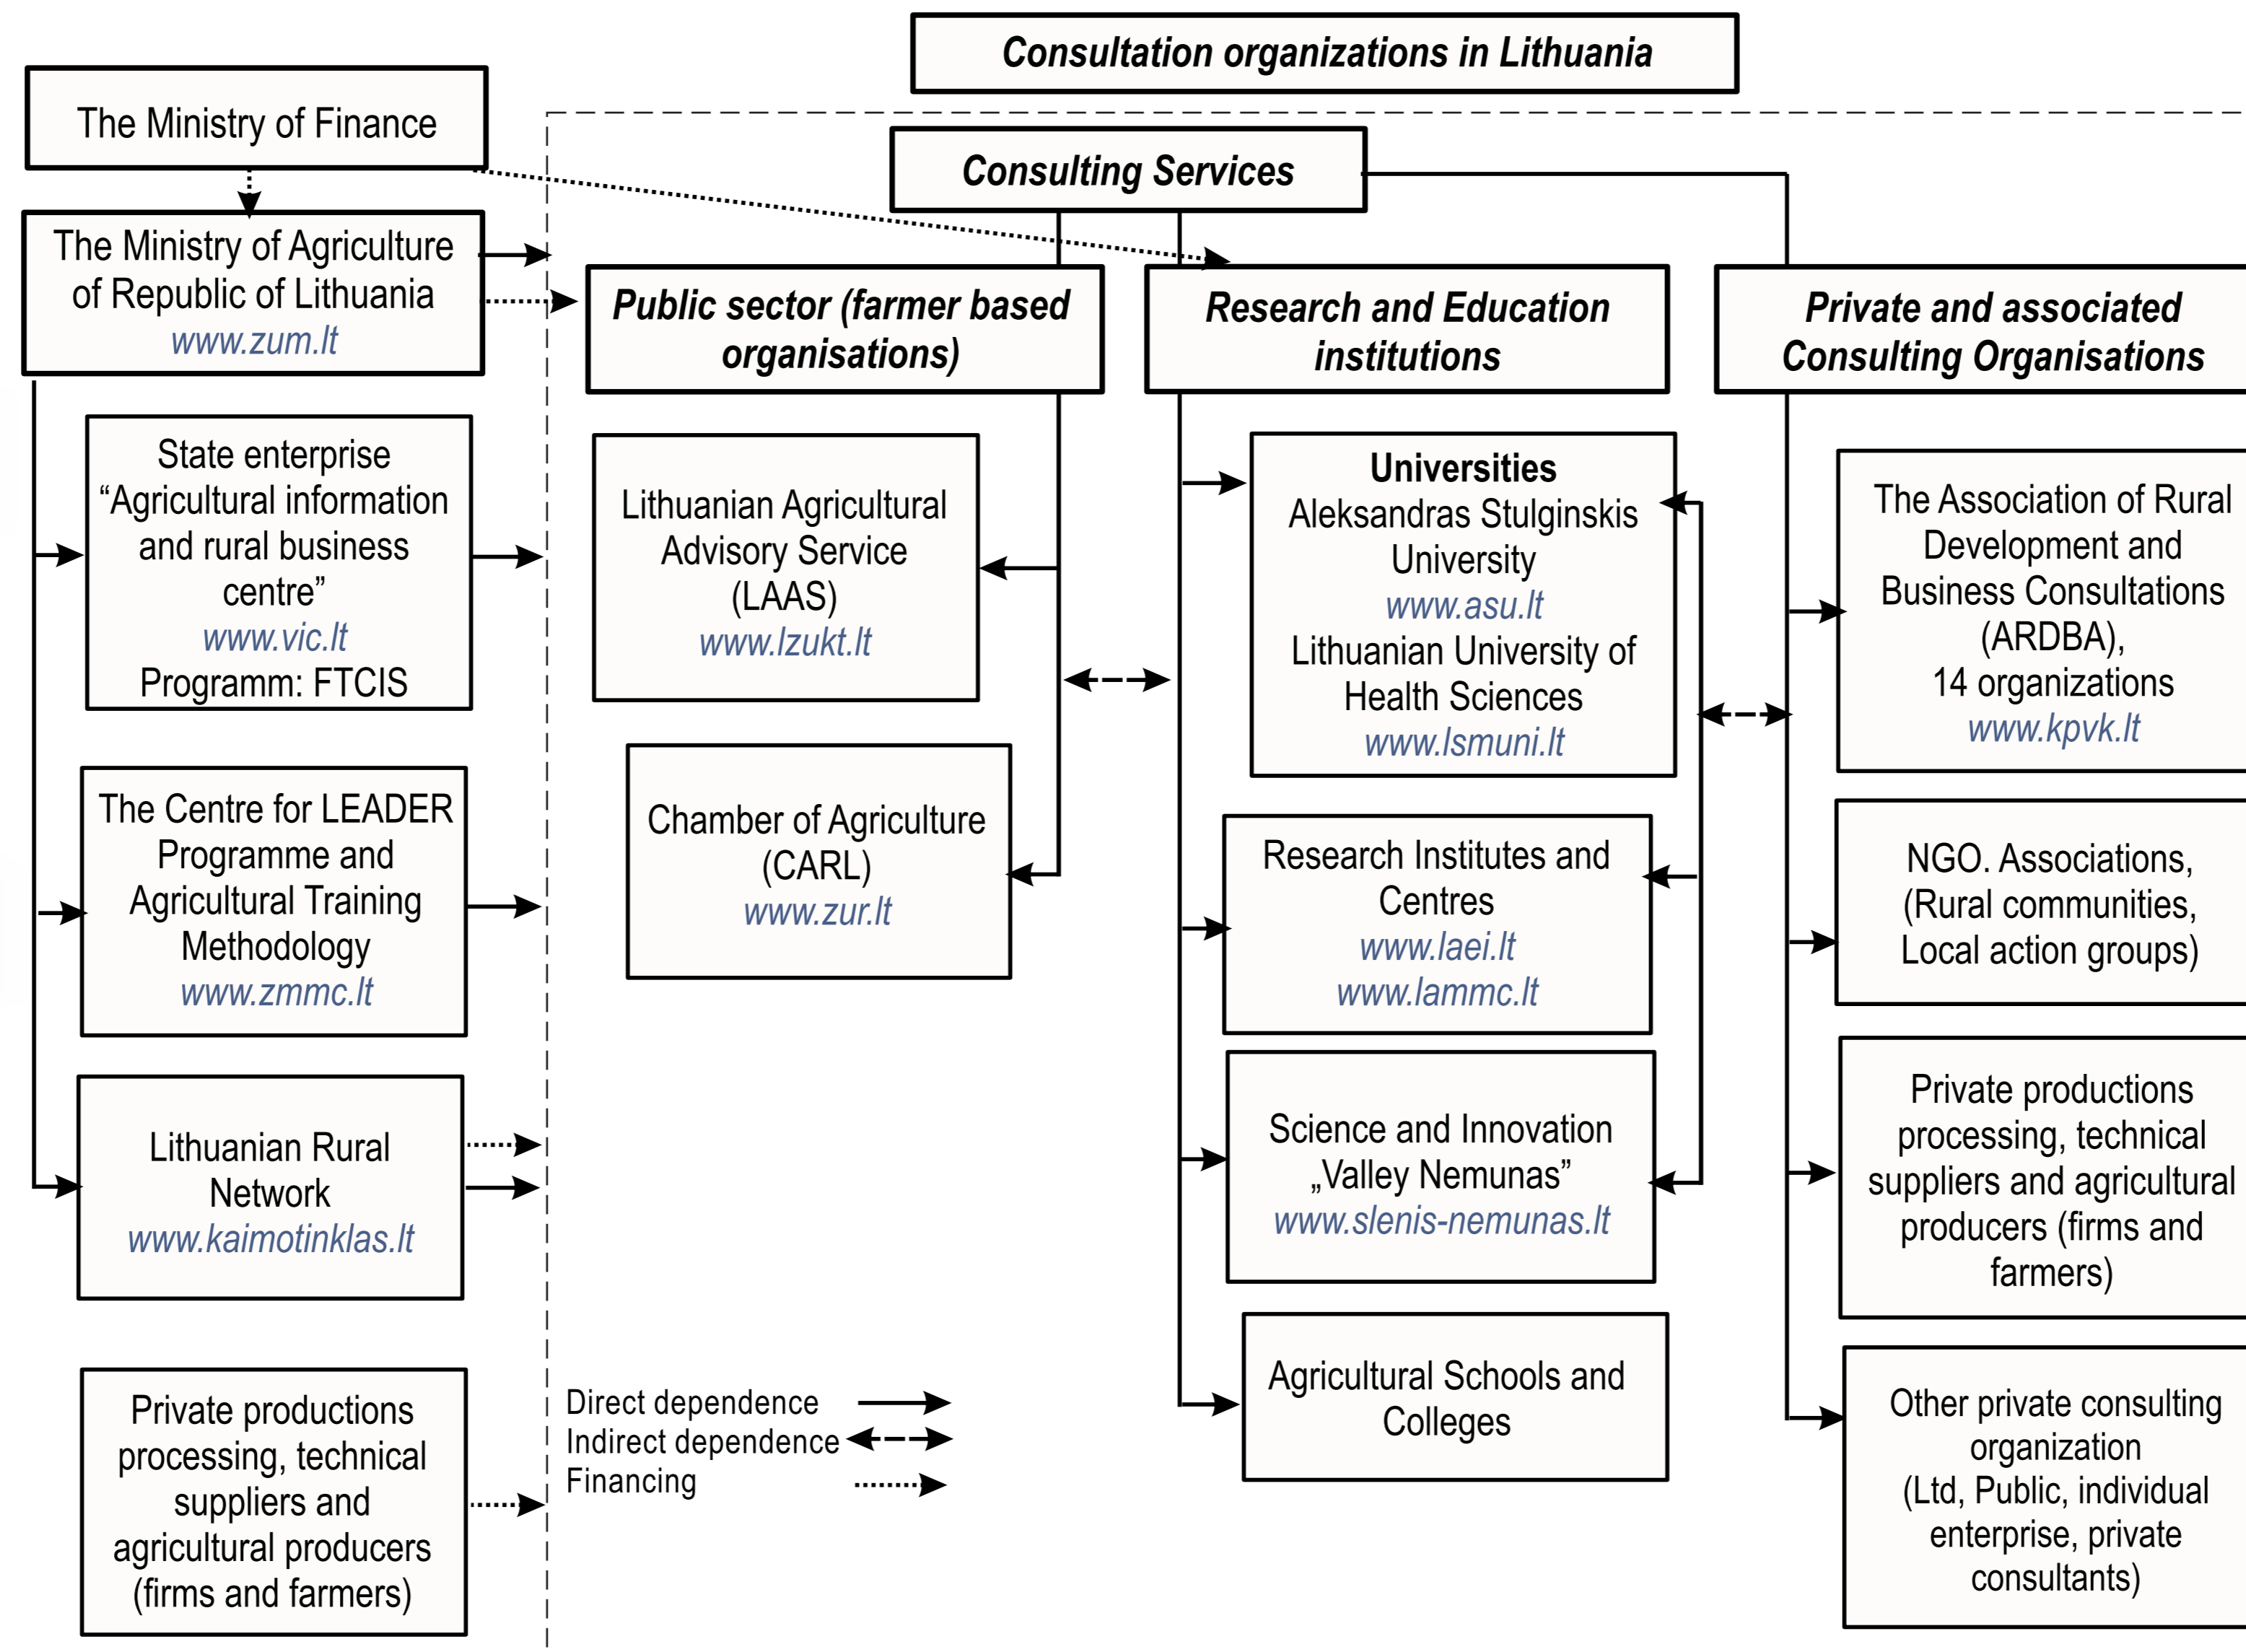 Consultation organizations in Lithuania
The Ministry of Finance
The Ministry of Agriculture
of Republic of Lithuania
www.zum.lt
State enterprise
“Agricultural information
and rural business
centre”
www.vic.lt
Programm: FTCIS
The Centre for LEADER
Programme and
Agricultural Training
Methodology
www.zmmc.lt
Lithuanian Rural
Network
www.kaimotinklas.lt
Private productions
processing, technical
suppliers and
agricultural producers
(firms and farmers)
Consulting Services
Public sector (farmer based
organisations)
Lithuanian Agricultural
Advisory Service
(LAAS)
www.lzukt.lt
Chamber of Agriculture
(CARL)
www.zur.lt
Direct dependence
Indirect dependence
Financing
Research and Education
institutions
Universities
Aleksandras Stulginskis
University
www.asu.lt
Lithuanian University of
Health Sciences
www.lsmuni.lt
Research Institutes and
Centres
www.laei.lt
www.lammc.lt
Science and Innovation
„Valley Nemunas”
www.slenis-nemunas.lt
Agricultural Schools and
Colleges
Private and associated
Consulting Organisations
The Association of Rural
Development and
Business Consultations
(ARDBA),
14 organizations
www.kpvk.lt
NGO. Associations,
(Rural communities,
Local action groups)
Private productions
processing, technical
suppliers and agricultural
producers (firms and
farmers)
Other private consulting
organization
(Ltd, Public, individual
enterprise, private
consultants)